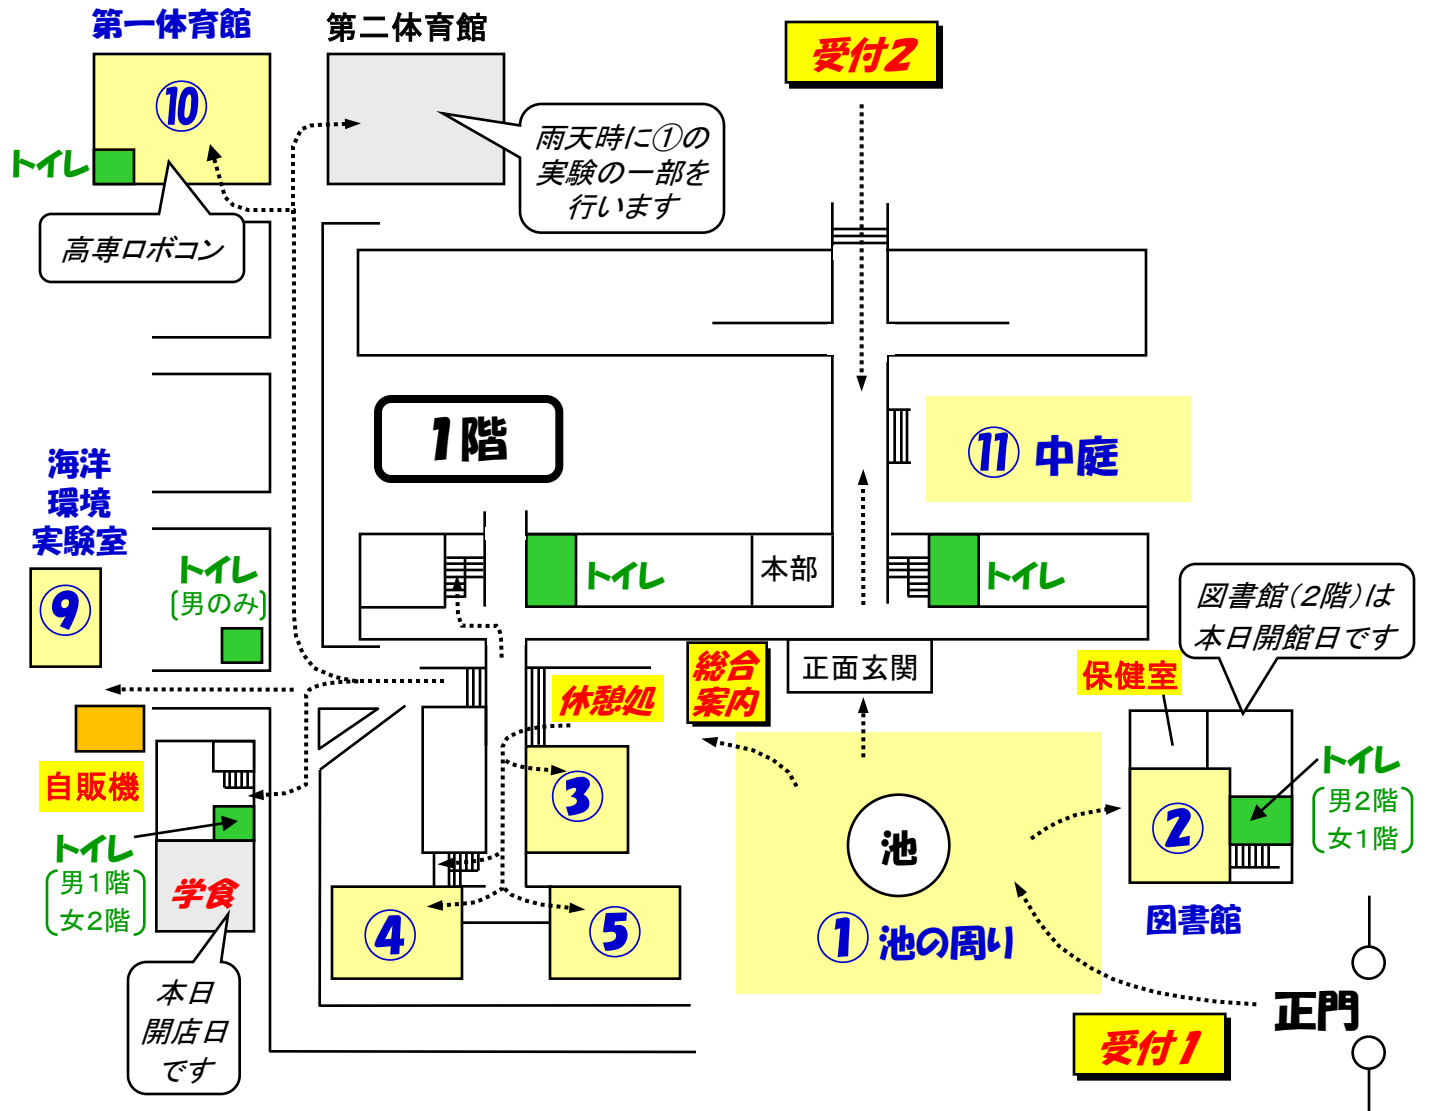 第一体育館
第二体育館
受付2
⑩
トイレ
雨天時に①の
実験の一部を
行います
高専ロボコン
1階
⑪ 中庭
海洋
環境
実験室
⑨
トイレ
(男のみ)
トイレ
本部
トイレ
図書館(2階)は
本日開館日です
総合
案内
正面玄関
保健室
休憩処
自販機
③
トイレ
(男2階
女1階)
②
池
トイレ
(男1階
女2階)
学食
④
⑤
① 池の周り
図書館
本日
開店日
です
正門
受付1